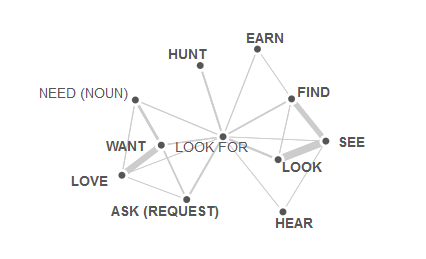 EARN
HUNT
NEED (NOUN)
FIND
WANT
LOOK FOR
SEE
LOOK
LOVE
ASK (REQUEST)
HEAR